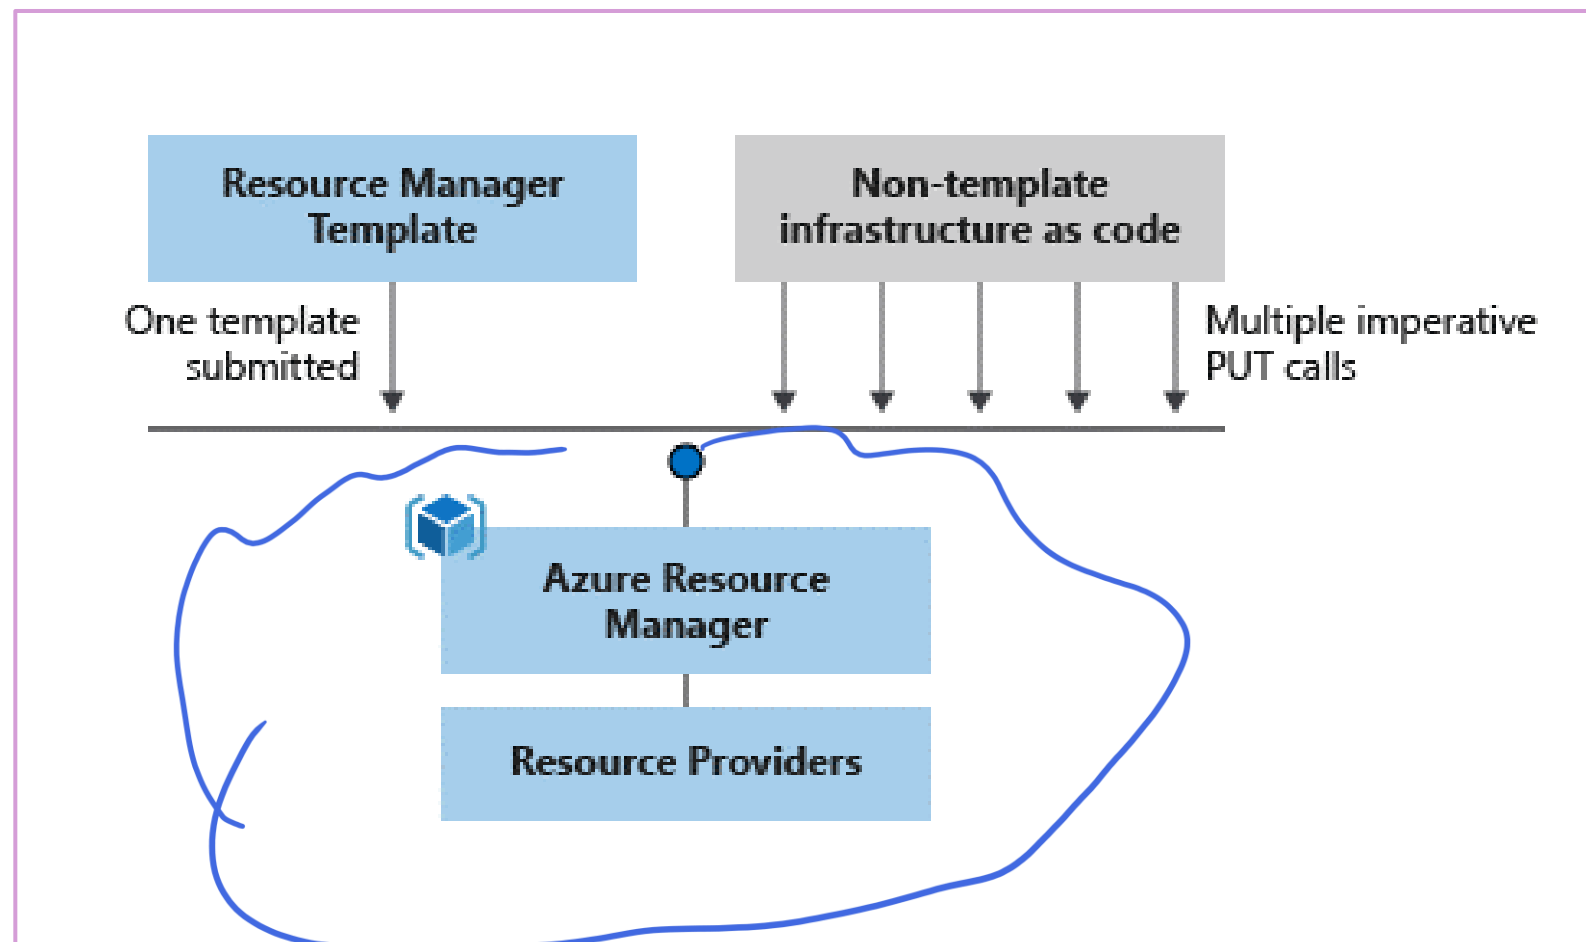 Resource Manager
Template
Non-template
infrastructure as code
One template
submitted
Multiple imperative
PUT calls
Azure Resource
Manager
Resource Providers